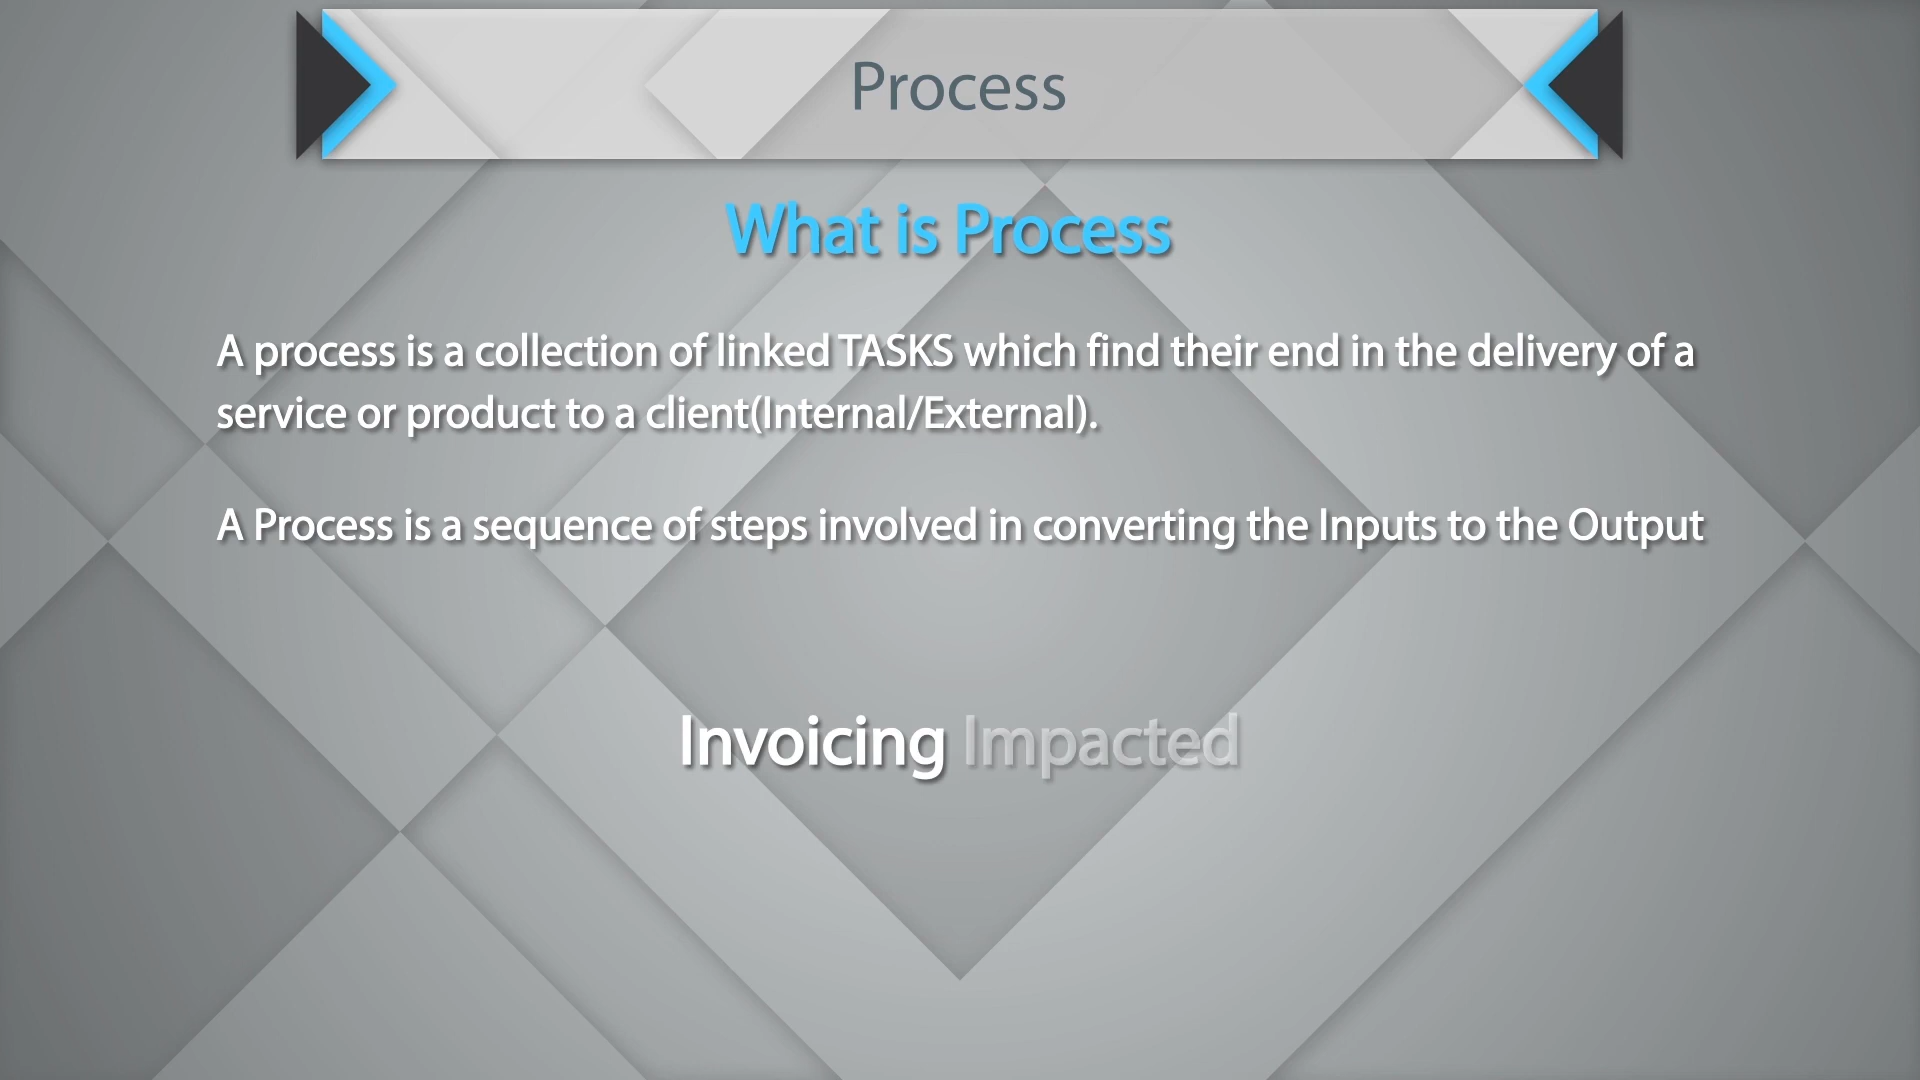 Process
What is Process
A process is a collection of linked TASKS which find their end in the delivery of a
service or product to a client(Internal/External).
A Process is a sequence of steps involved in converting the Inputs to the Output
Invoicing Impacted